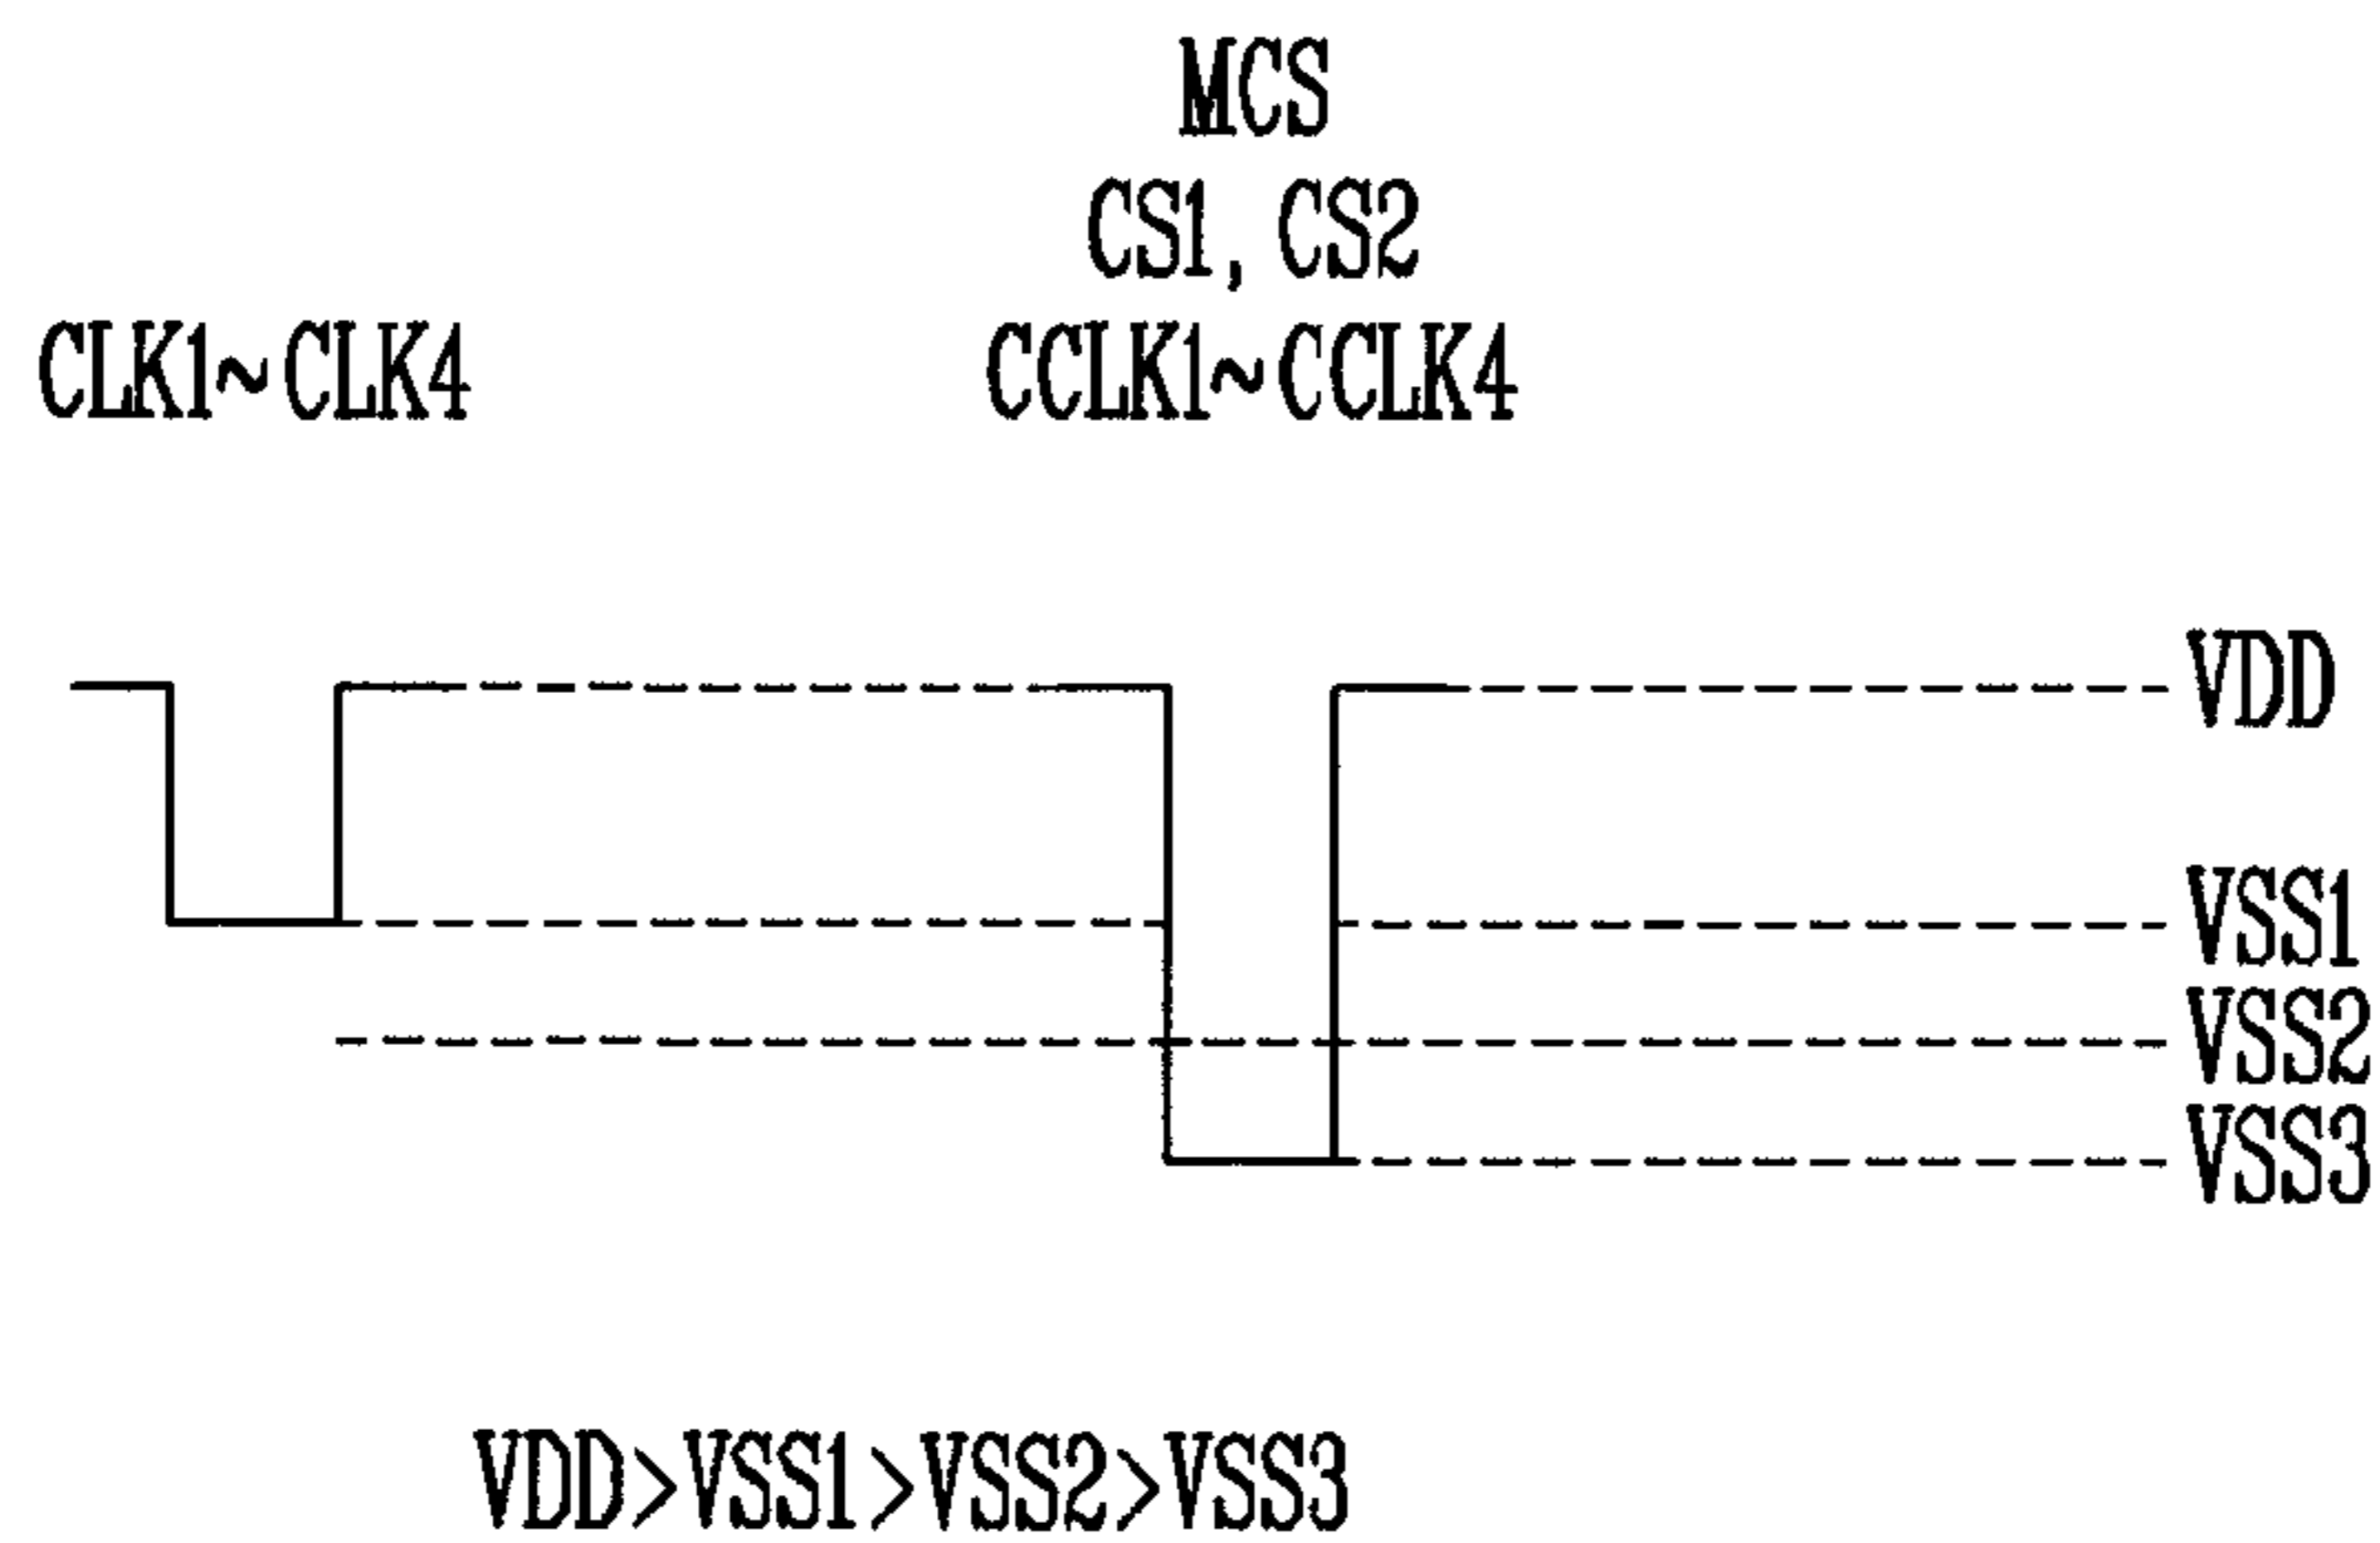 MCS
CS1, CS2
CLK1~CLK4 CCLK1~CCLK4
VDD
VSS1
VSS2
VSS3
VDD>VSS1>VSS2>VSS3